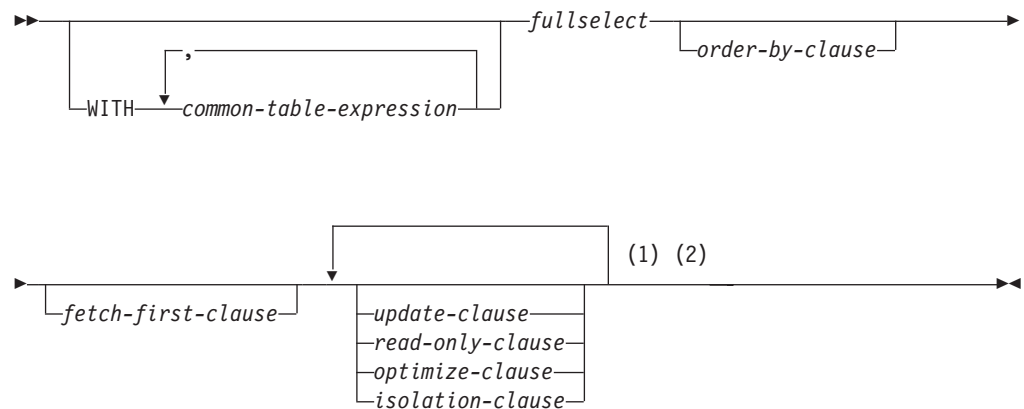 fullselect
order-by-clause
,
WITH common-table-expression
(1) (2)
fetch-first-clause
update-clause
read-only-clause
optimize-clause
isolation-clause